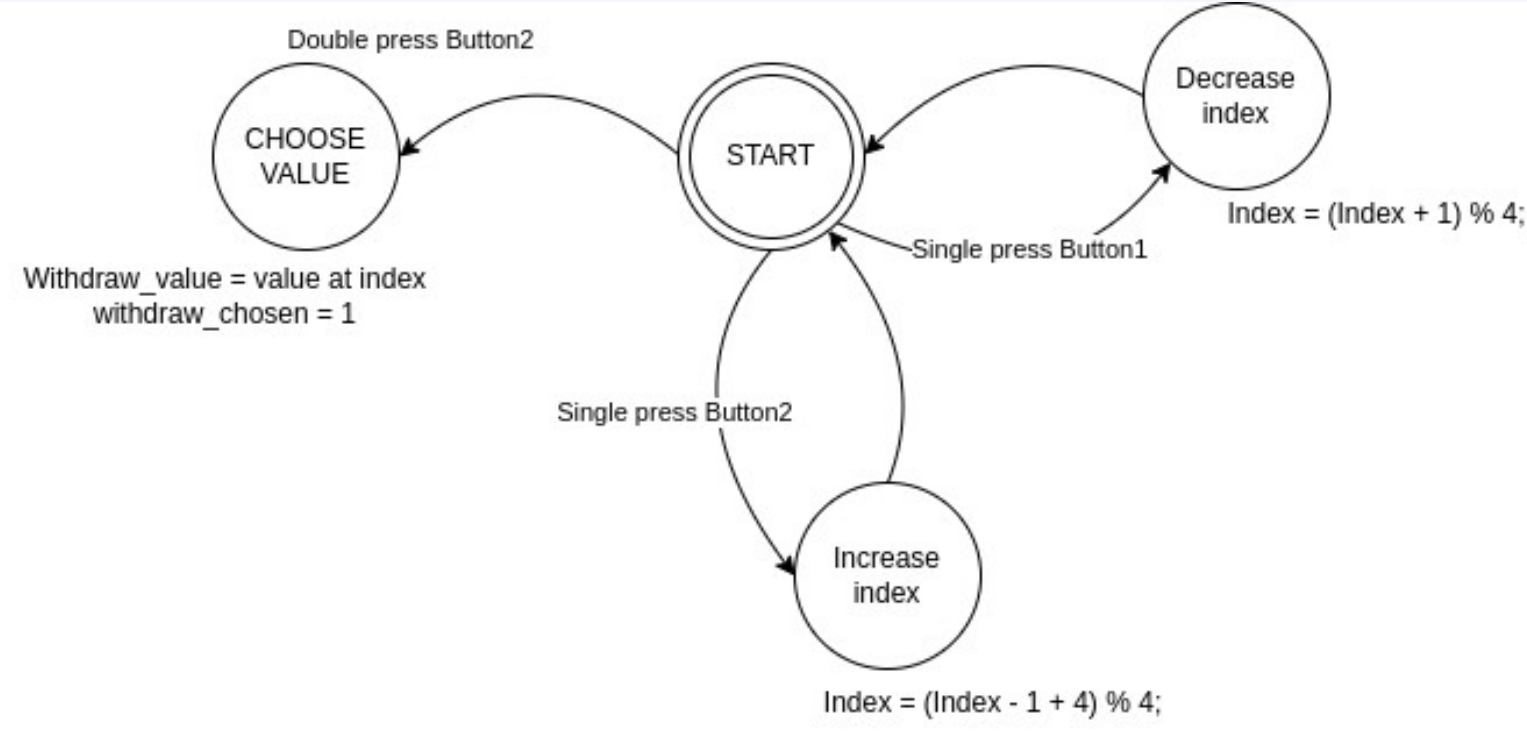 Double press Button2
CHOOSE
VALUE
START
Decrease
index
Withdraw_value = value at index
withdraw_chosen = 1
Index = (Index + 1) % 4;
Single press Button1
Single press Button2
Increase
index
Index = (Index - 1 + 4) % 4;